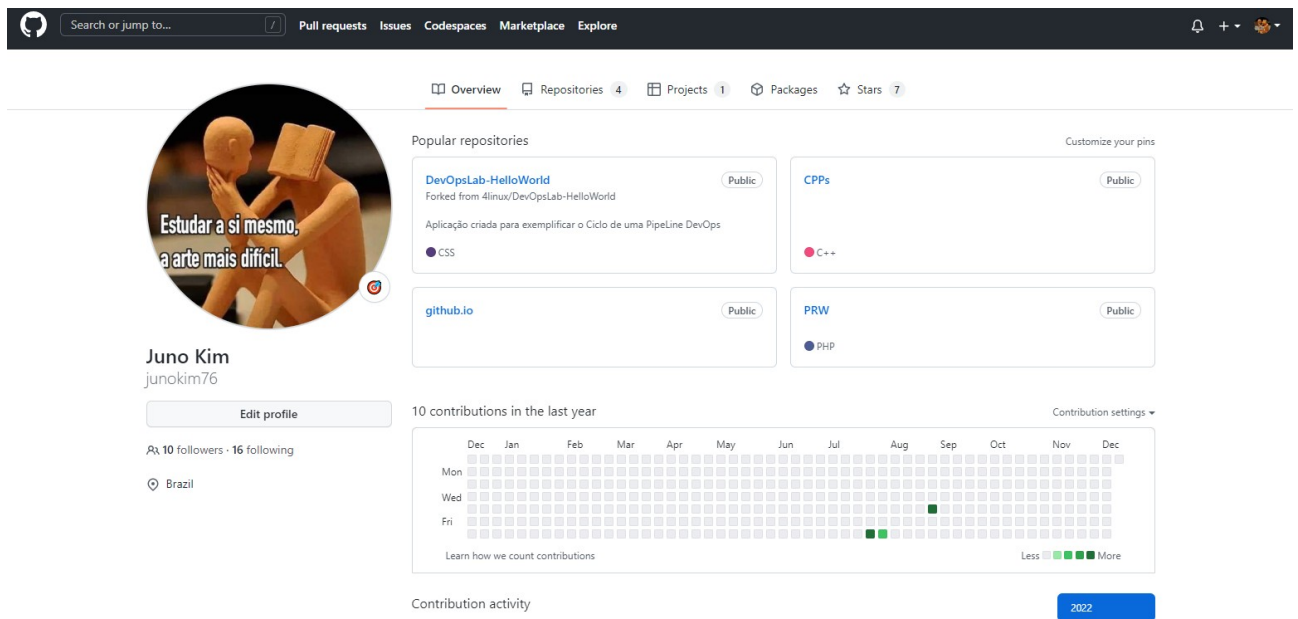 Search or jump to... /
Pull requests Issues Codespaces Marketplace Explore
Overview Repositories 4 Projects 1 Packages Stars 7
Estudar a si mesmo,
a arte mais difícil.
Juno Kim
junokim76
Edit profile
10 followers · 16 following
Brazil
Popular repositories
Customize your pins
DevOpsLab-HelloWorld Public
Forked from 4linux/DevOpsLab-HelloWorld
Aplicação criada para exemplificar o Ciclo de uma PipeLine DevOps
CSS
CPPs Public
C++
github.io Public
PRW Public
PHP
10 contributions in the last year
Contribution settings
Dec Jan Feb Mar Apr May Jun Jul Aug Sep Oct Nov Dec
Mon
Wed
Fri
Learn how we count contributions
Less More
Contribution activity
2022